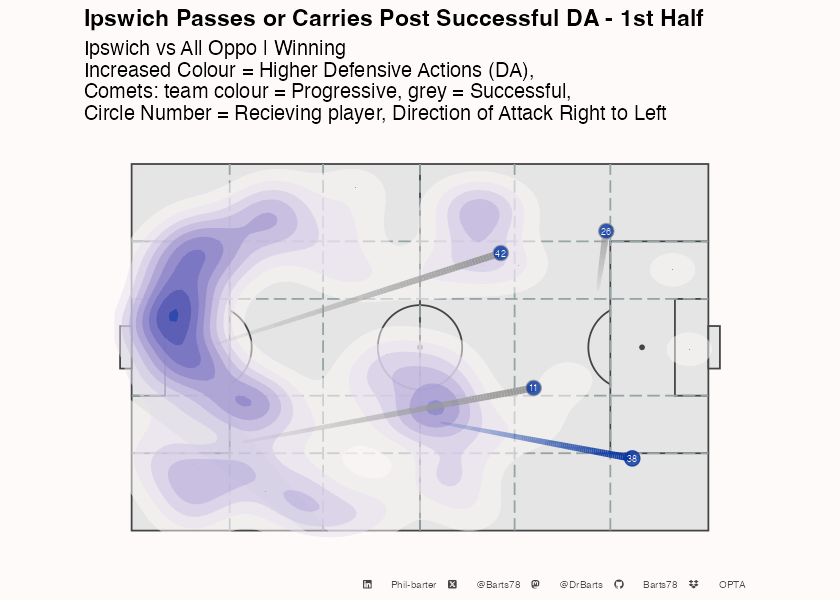 Ipswich Passes or Carries Post Successful DA - 1st Half
Ipswich vs All Oppo | Winning
Increased Colour = Higher Defensive Actions (DA),
Comets: team colour = Progressive, grey = Successful,
Circle Number = Recieving player, Direction of Attack Right to Left
26
42
11
38
Phil-barter @Barts78 @DrBarts Barts78 OPTA